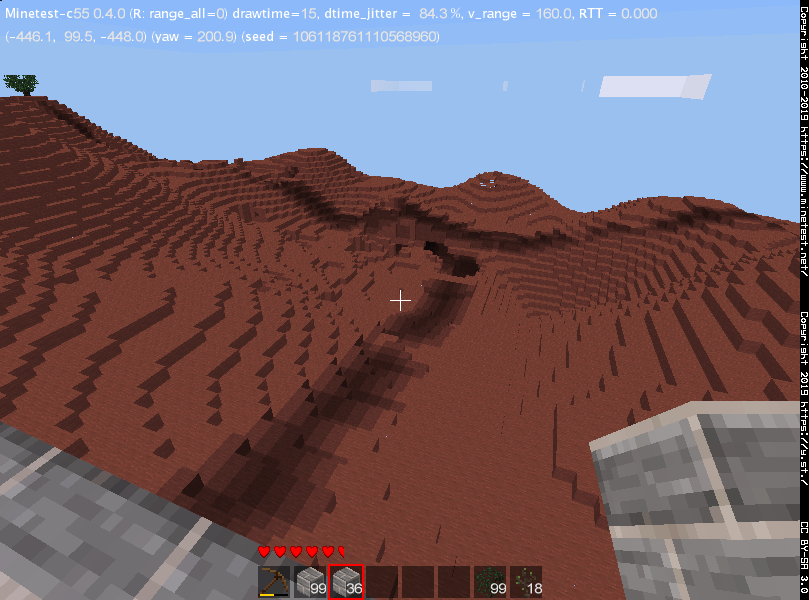 Minetest-c55 0.4.0 (R: range_all=0) drawtime=15, dtime_jitter = 84.3 %, v_range = 160.0, RTT = 0.000
(-446.1, 99.5, -448.0) (yaw = 200.9) (seed = 106118761110568960)
Copyright 2010-2019 https://www.minetest.net/
Copyright 2019 https://y.st./
CC BY-SA 3.0
99
36
99
18